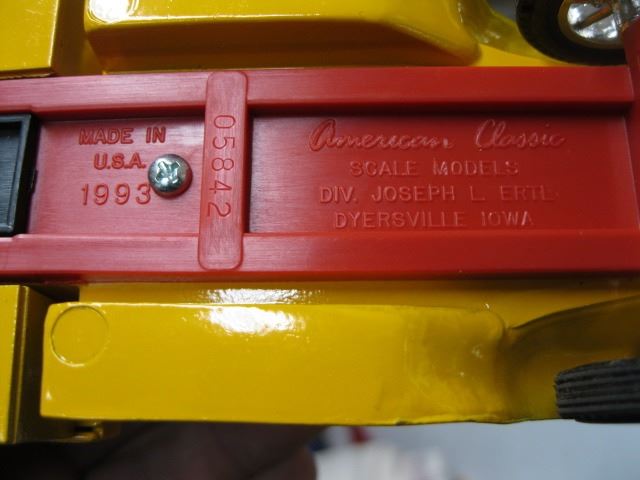 MADE IN
U.S.A.
1993
05842
American Classic
SCALE MODELS
DIV. JOSEPH L. ERTL
DYERSVILLE IOWA